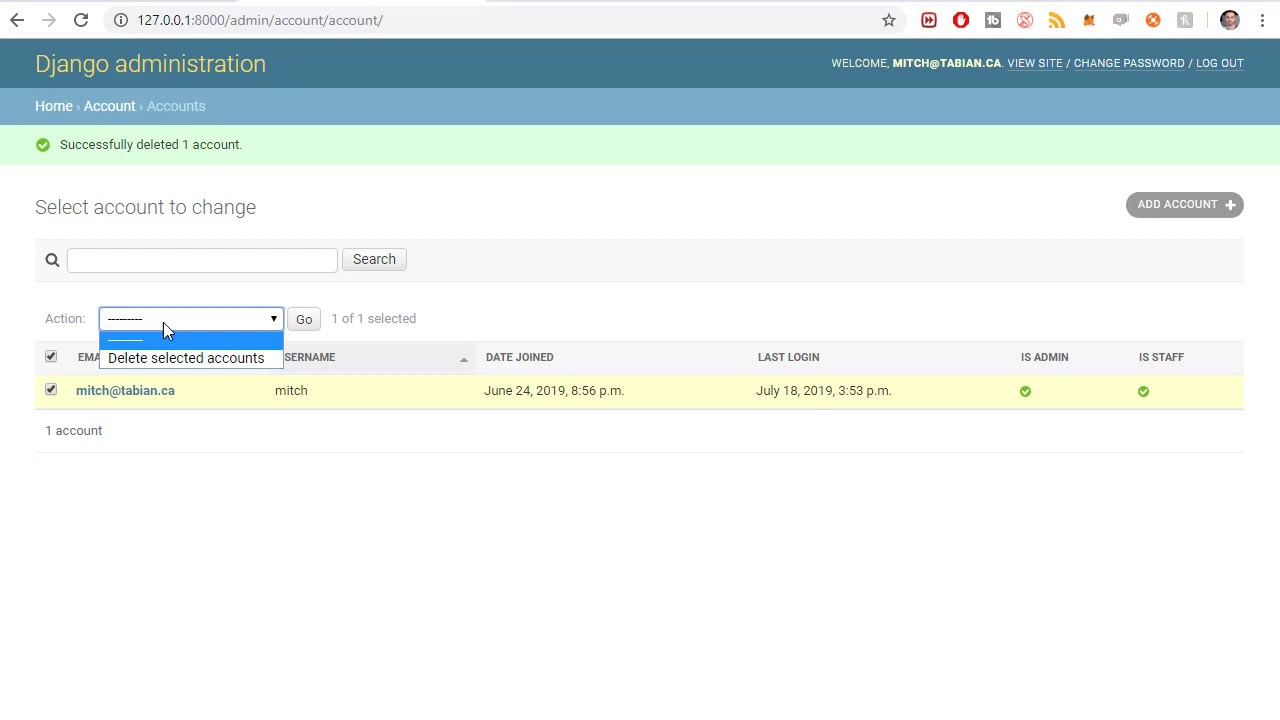 127.0.0.1:8000/admin/account/account/
Django administration
WELCOME, MITCH@TABIAN.CA. VIEW SITE / CHANGE PASSWORD / LOG OUT
Home › Account › Accounts
Successfully deleted 1 account.
Select account to change
ADD ACCOUNT +
Search
Action: --------- Go 1 of 1 selected
---------
Delete selected accounts
EMA SERNAME DATE JOINED LAST LOGIN IS ADMIN IS STAFF
mitch@tabian.ca mitch June 24, 2019, 8:56 p.m. July 18, 2019, 3:53 p.m.
1 account